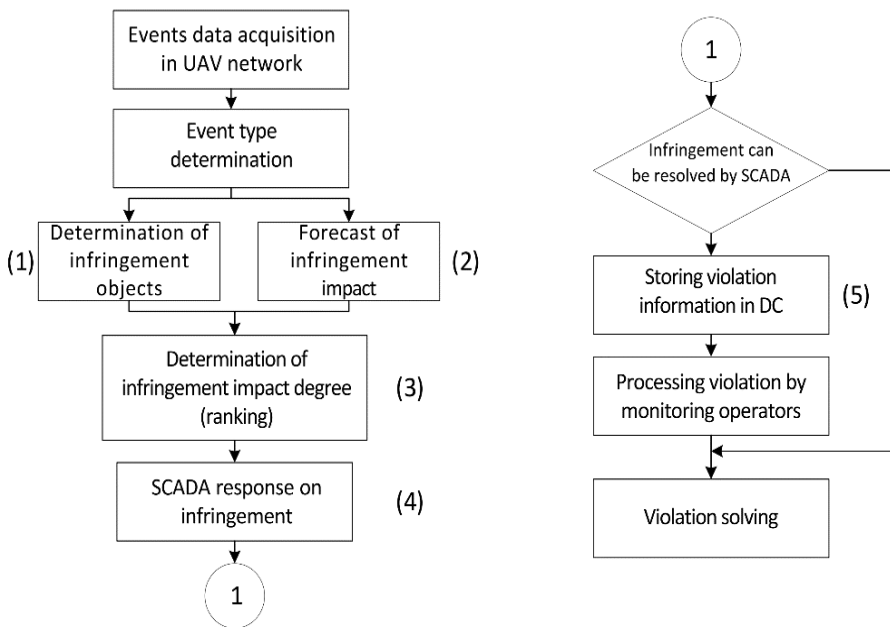 Events data acquisition
in UAV network
Event type
determination
(1)
Determination of
infringement
objects
Forecast of
infringement
impact
(2)
Determination of
infringement impact degree
(ranking)
(3)
SCADA response on
infringement
(4)
1
1
Infringement can
be resolved by SCADA
Storing violation
information in DC
(5)
Processing violation by
monitoring operators
Violation solving